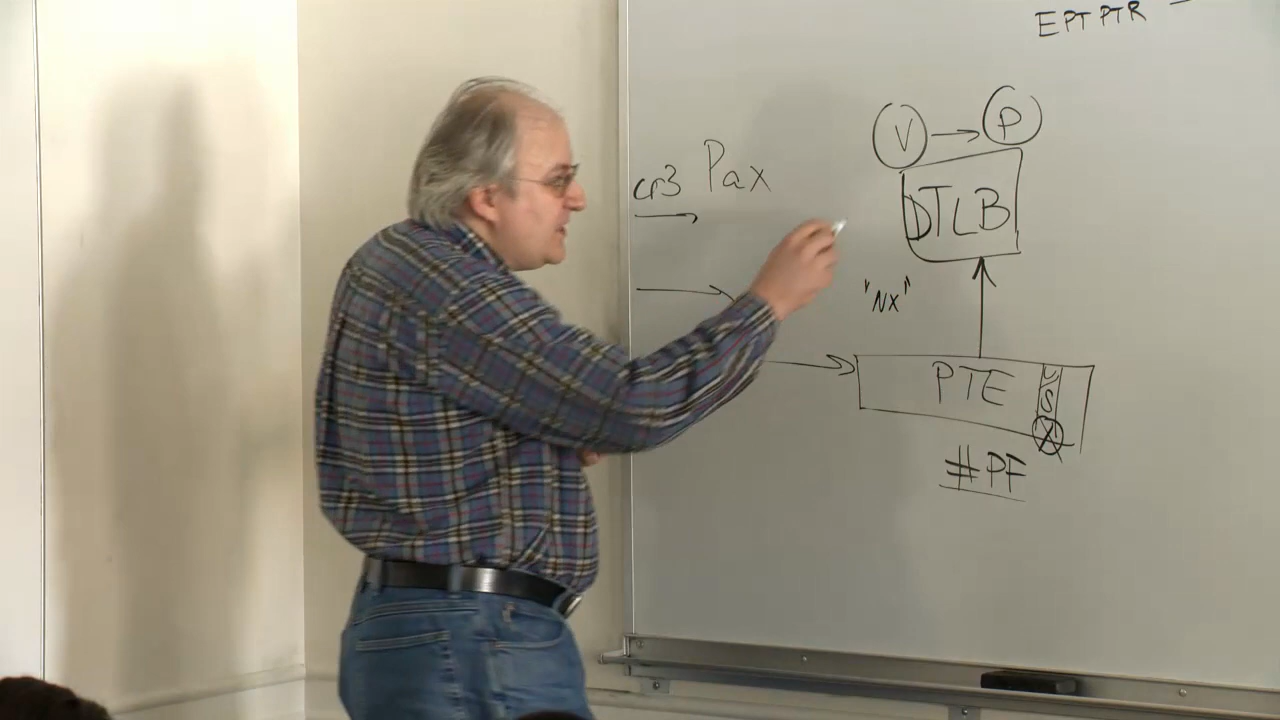 EPT PTR
V → P
cr3 Pax
DTLB
"NX"
PTE
U/S
X
#PF